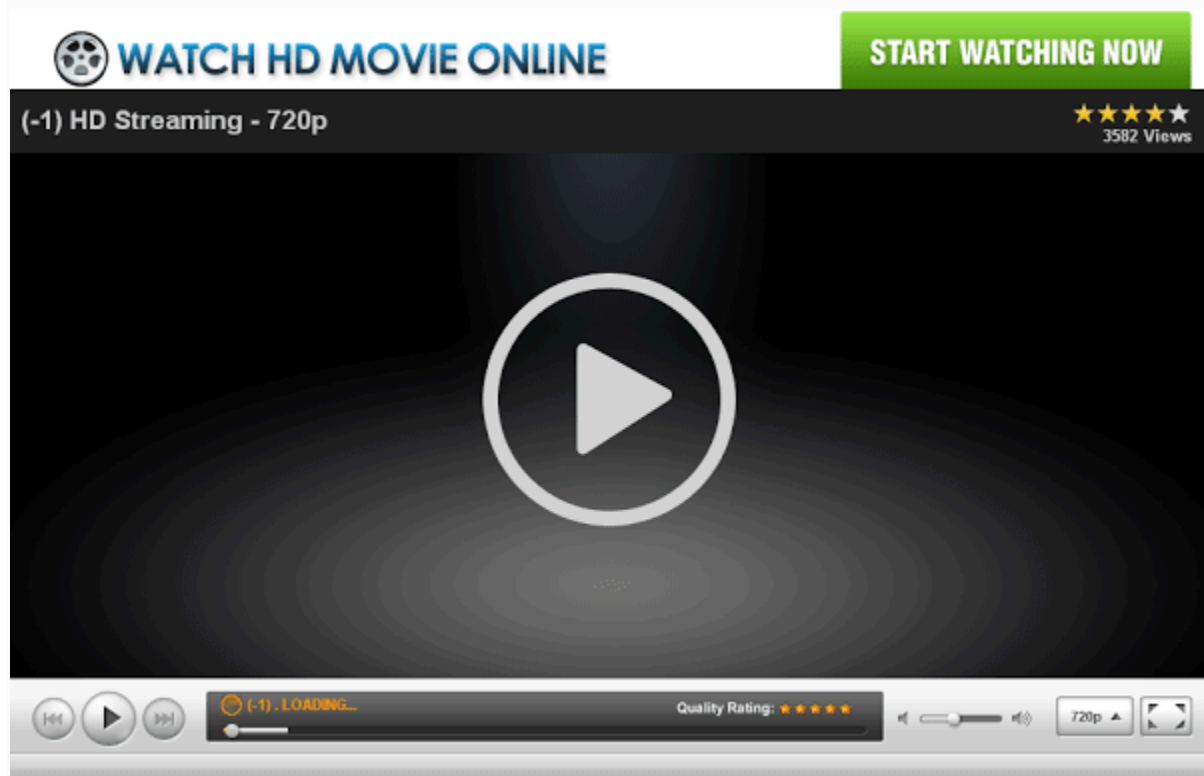 WATCH HD MOVIE ONLINE
START WATCHING NOW
(-1) HD Streaming - 720p
3582 Views
(-1) . LOADING...
Quality Rating:
720p